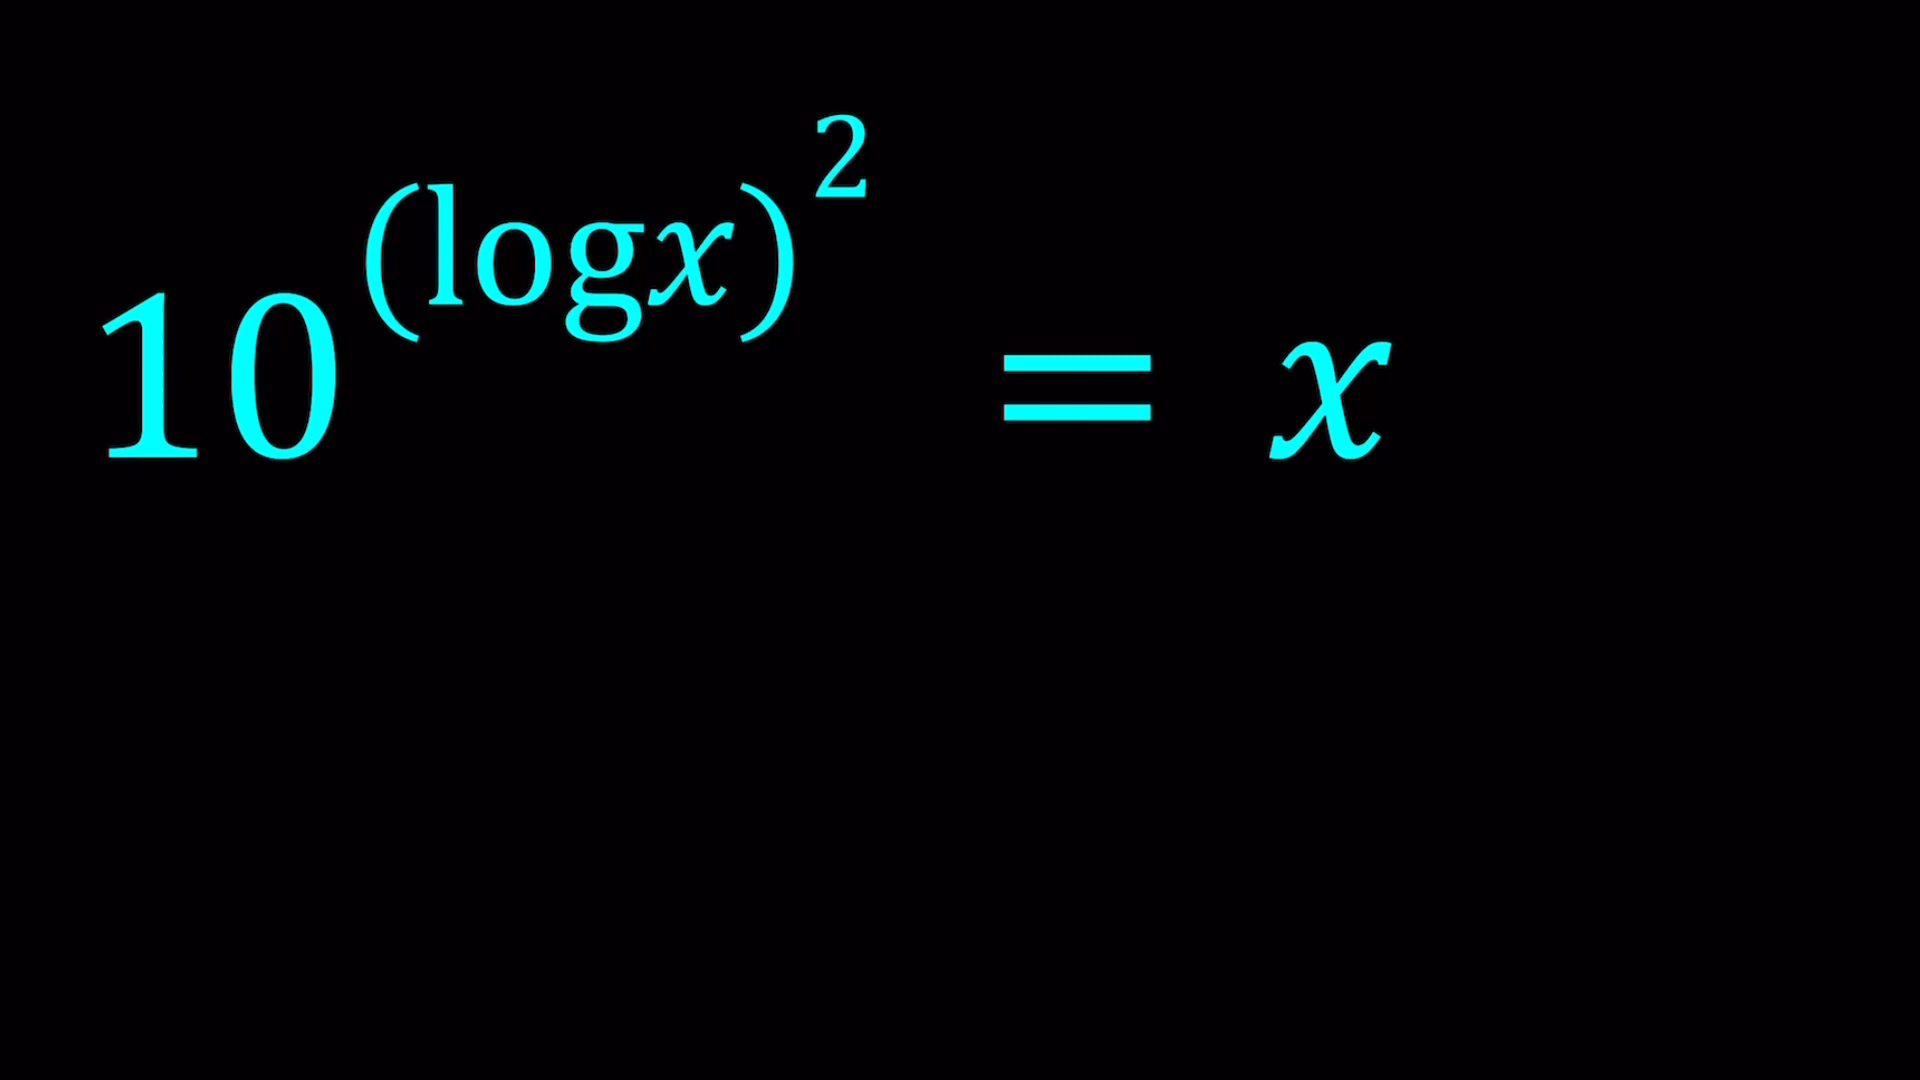 10^{(log x)^2} = x